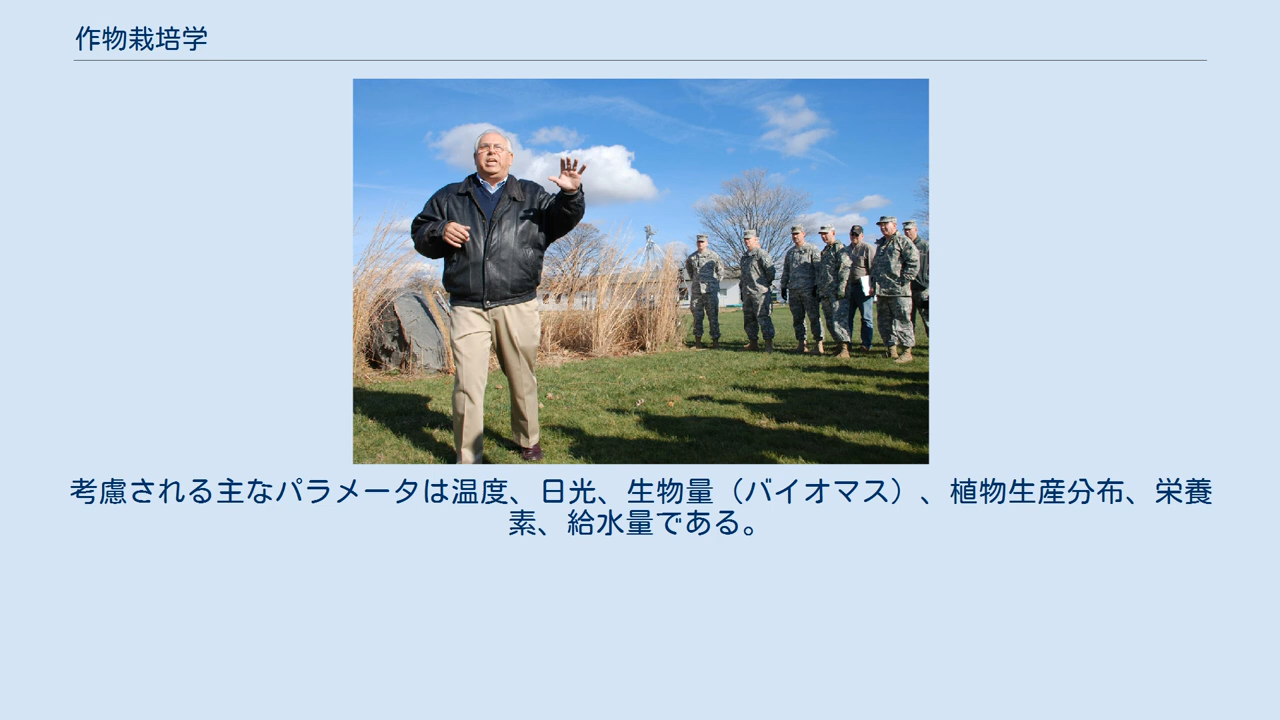 作物栽培学
考慮される主なパラメータは温度、日光、生物量（バイオマス）、植物生産分布、栄養
素、給水量である。